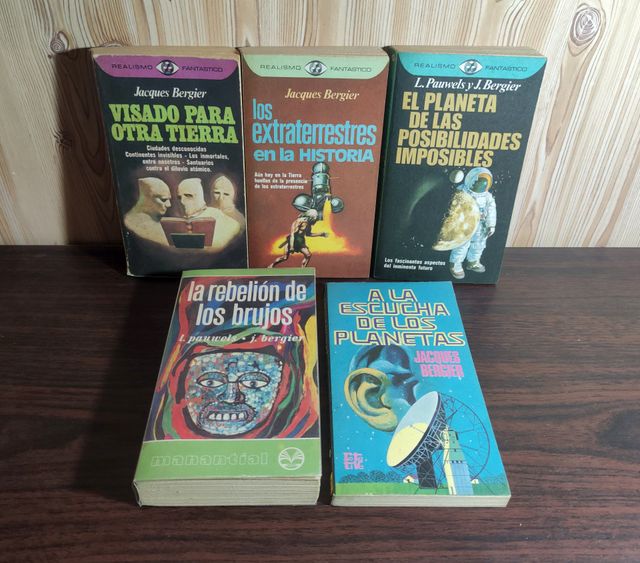 REALISMO FANTASTICO
Jacques Bergier
VISADO PARA
OTRA TIERRA
Ciudades desconocidas
Continentes invisibles - Los inmortales,
entre nosotros - Santuarios
contra el diluvio atómico.
REALISMO FANTASTICO
Jacques Bergier
los
extraterrestres
en la HISTORIA
Aún hay en la Tierra
huellas de la presencia
de los extraterrestres
REALISMO FANTASTICO
L. Pauwels y J. Bergier
EL PLANETA
DE LAS
POSIBILIDADES
IMPOSIBLES
Los fascinantes aspectos
del inminente futuro
la rebelión de
los brujos
l. pauwels • j. bergier
manantial
A LA
ESCUCHA
DE LOS
PLANETAS
JACQUES
BERGIER